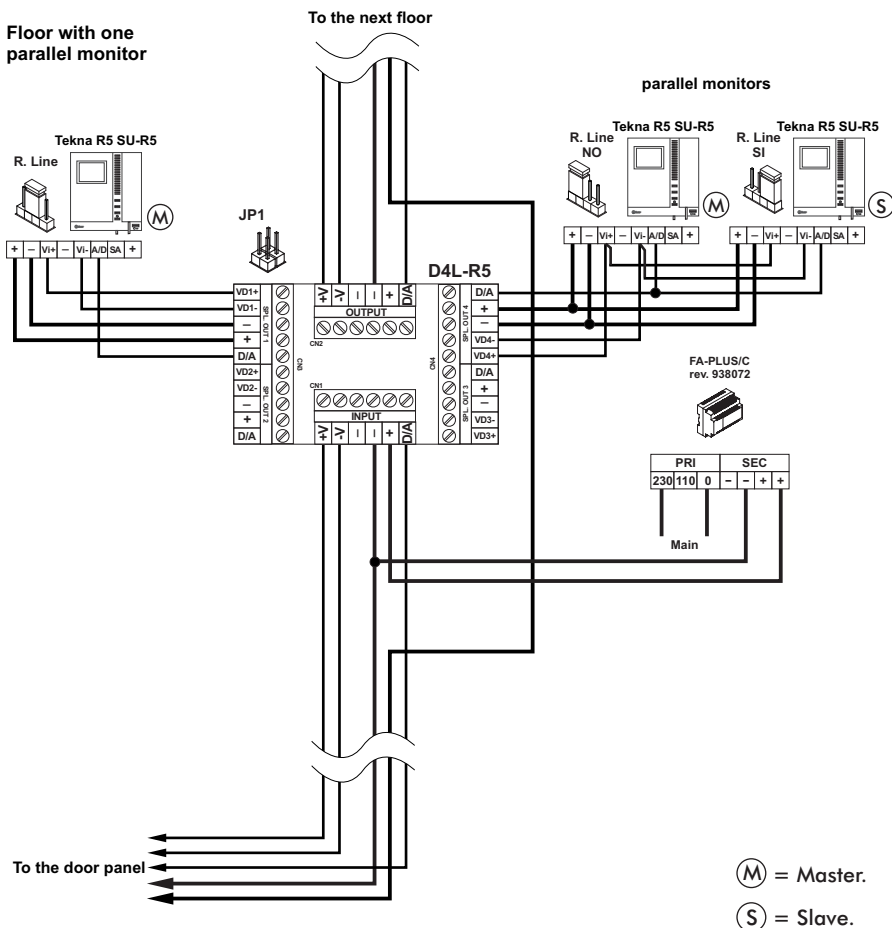 Floor with one
parallel monitor
To the next floor
parallel monitors
Tekna R5 SU-R5
R. Line
M
R. Line
NO
Tekna R5 SU-R5
M
R. Line
SI
Tekna R5 SU-R5
S
+ – Vi+ – Vi- A/D SA +
+ – Vi+ – Vi- A/D SA +
+ – Vi+ – Vi- A/D SA +
JP1
D4L-R5
+V -V – – + D/A
OUTPUT
CN2
VD1+
VD1-
–
+
D/A
SPL. OUT 1
VD2+
VD2-
–
+
D/A
SPL. OUT 2
CN3
CN1
INPUT
+V -V – – + D/A
CN4
D/A
+
–
VD4-
VD4+
SPL. OUT 4
D/A
+
–
VD3-
VD3+
SPL. OUT 3
FA-PLUS/C
rev. 938072
PRI SEC
230 110 0 – – + +
Main
To the door panel
M = Master.
S = Slave.